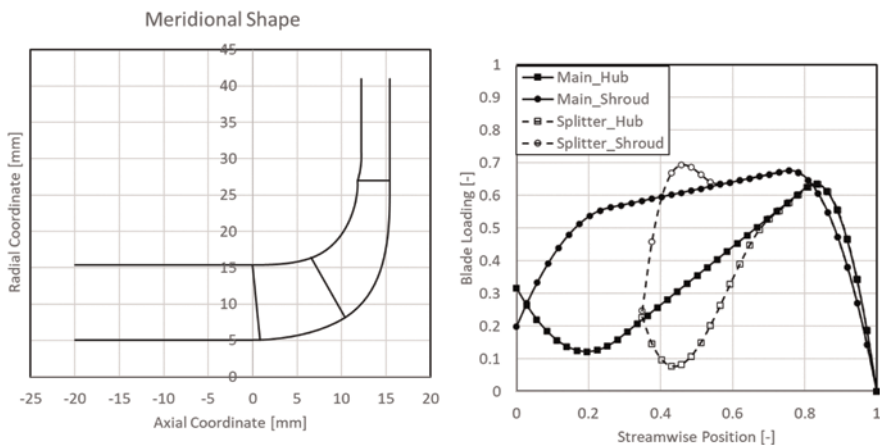 Meridional Shape
45
40
35
30
25
20
15
10
5
0
-25 -20 -15 -10 -5 0 5 10 15 20
Radial Coordinate [mm]
Axial Coordinate [mm]
1
0.9
0.8
0.7
0.6
0.5
0.4
0.3
0.2
0.1
0
0 0.2 0.4 0.6 0.8 1
Blade Loading [-]
Streamwise Position [-]
Main_Hub
Main_Shroud
Splitter_Hub
Splitter_Shroud